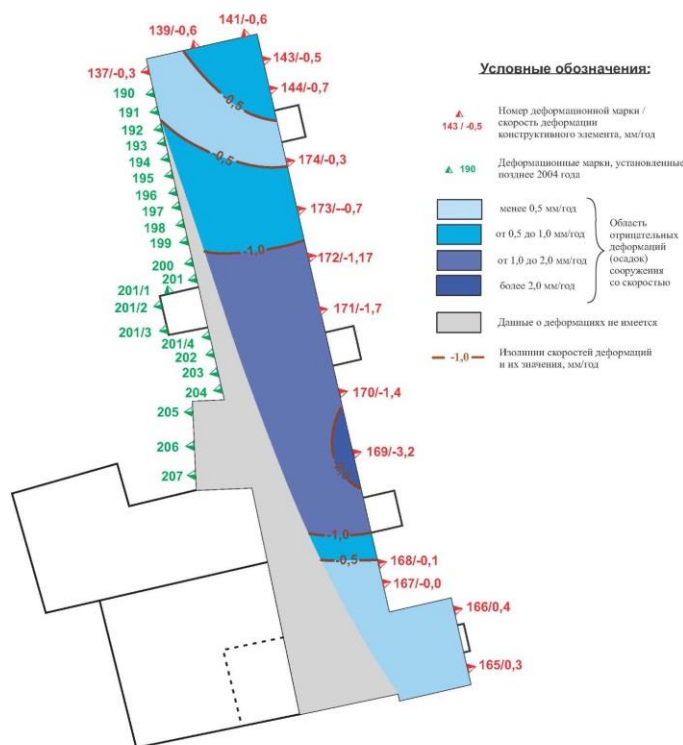 141/-0,6
139/-0,6
137/-0,3
143/-0,5
144/-0,7
190
191
192
193
194
195
196
197
198
199
200
201
201/1
201/2
201/3
201/4
202
203
204
205
206
207
-0,5
-0,5
174/-0,3
173/--0,7
-1,0
172/-1,17
171/-1,7
170/-1,4
169/-3,2
-2,0
-1,0
-0,5
168/-0,1
167/-0,0
166/0,4
165/0,3
Условные обозначения:
143 / -0,5
Номер деформационной марки /
скорость деформации
конструктивного элемента, мм/год
190
Деформационные марки, установленные
позднее 2004 года
менее 0,5 мм/год
от 0,5 до 1,0 мм/год
от 1,0 до 2,0 мм/год
более 2,0 мм/год
Область
отрицательных
деформаций
(осадок)
сооружения
со скоростью
Данные о деформациях не имеется
-1,0
Изолинии скоростей деформаций
и их значения, мм/год